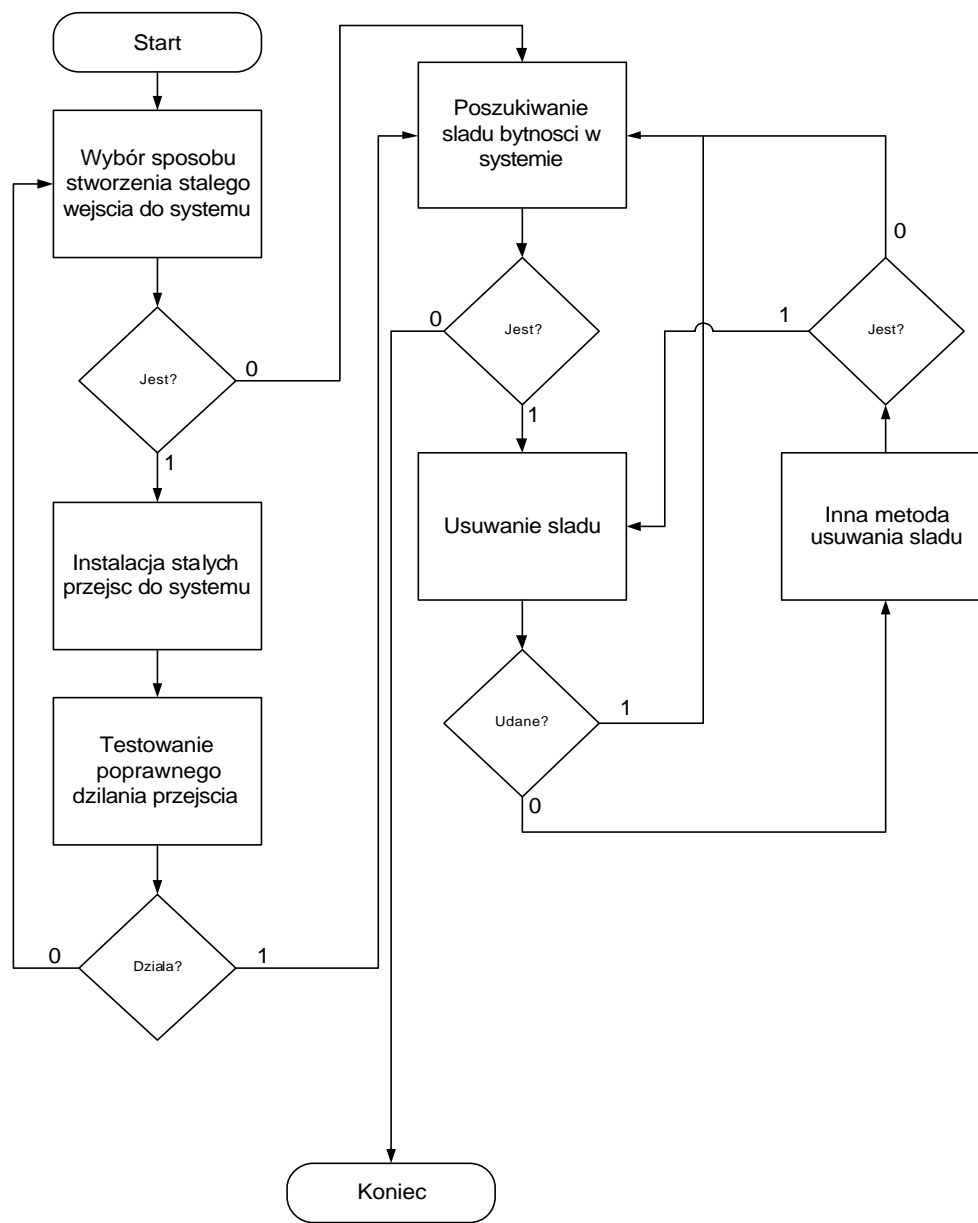 Start
Wybór sposobu
stworzenia stalego
wejscia do systemu
Jest?
0
1
Instalacja stalych
przejsc do systemu
Testowanie
poprawnego
dzilania przejscia
Dziala?
0
1
Poszukiwanie
sladu bytnosci w
systemie
Jest?
0
1
Usuwanie sladu
Udane?
1
0
Inna metoda
usuwania sladu
Jest?
1
0
Koniec